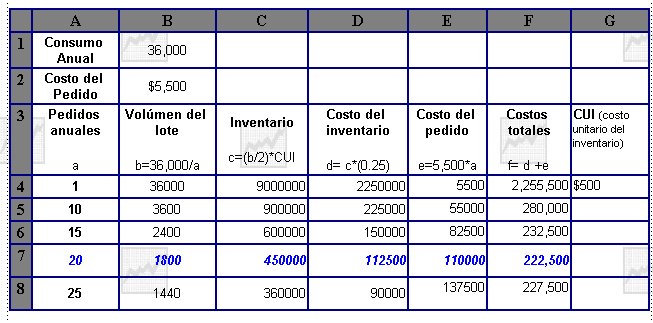 A B C D E F G
1 Consumo Anual 36,000
2 Costo del Pedido $5,500
3 Pedidos anuales a Volúmen del lote b=36,000/a Inventario c=(b/2)*CUI Costo del inventario d= c*(0.25) Costo del pedido e=5,500*a Costos totales f= d +e CUI (costo unitario del inventario)
4 1 36000 9000000 2250000 5500 2,255,500 $500
5 10 3600 900000 225000 55000 280,000
6 15 2400 600000 150000 82500 232,500
7 20 1800 450000 112500 110000 222,500
8 25 1440 360000 90000 137500 227,500